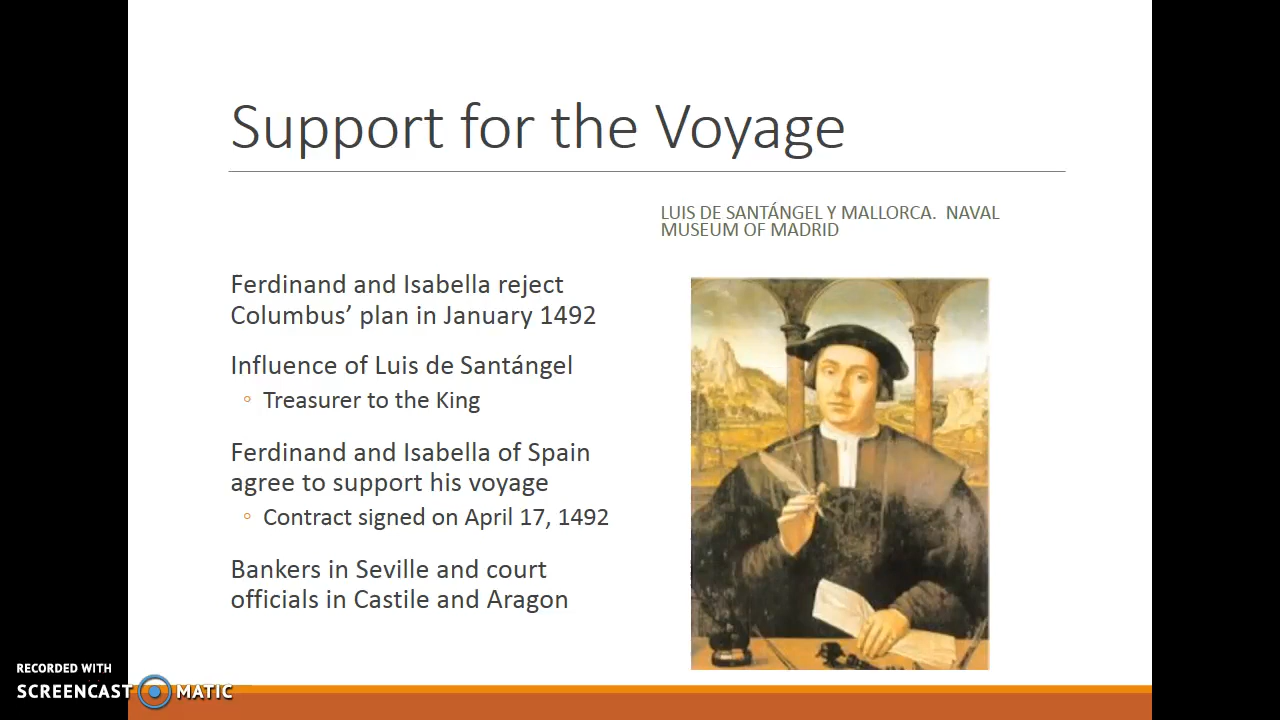 Support for the Voyage
LUIS DE SANTÁNGEL Y MALLORCA. NAVAL
MUSEUM OF MADRID
Ferdinand and Isabella reject
Columbus’ plan in January 1492
Influence of Luis de Santángel
◦ Treasurer to the King
Ferdinand and Isabella of Spain
agree to support his voyage
◦ Contract signed on April 17, 1492
Bankers in Seville and court
officials in Castile and Aragon
RECORDED WITH
SCREENCAST MATIC